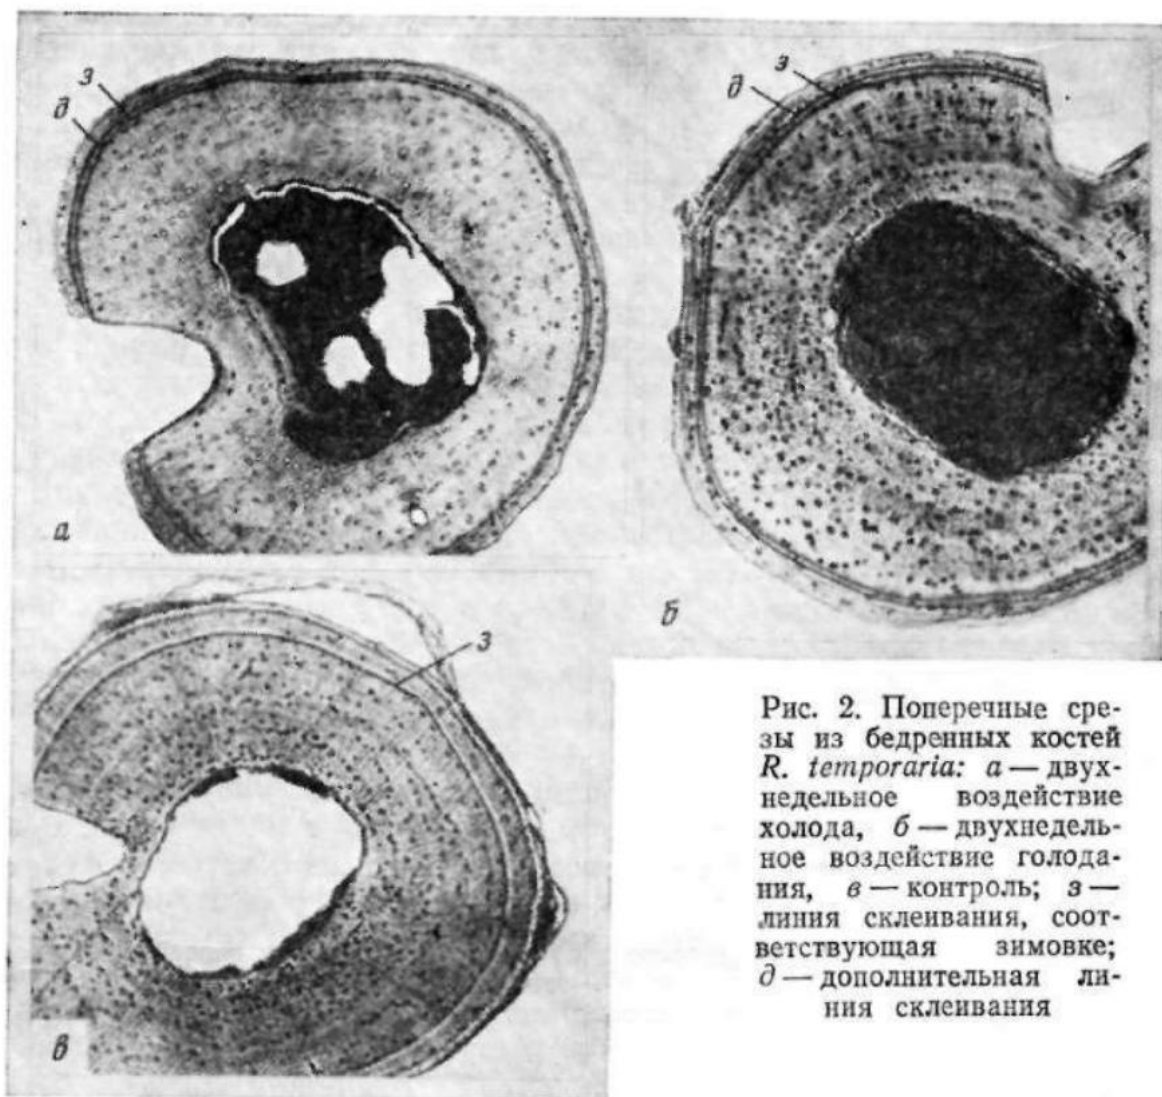 з
д
з
д
а
б
з
в
Рис. 2. Поперечные сре-
зы из бедренных костей
R. temporaria: а — двух-
недельное воздействие
холода, б — двухнедель-
ное воздействие голода-
ния, в — контроль; з —
линия склеивания, соот-
ветствующая зимовке;
д — дополнительная ли-
ния склеивания